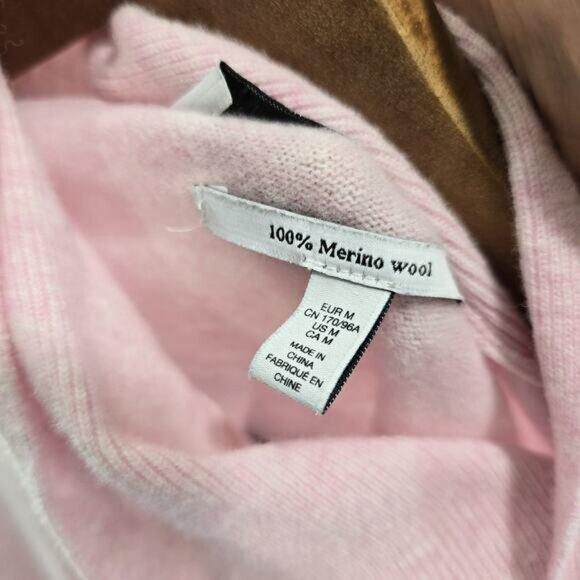 100% Merino wool
EUR M
CN 170/96A
US M
CA M
MADE IN
CHINA
FABRIQUÉ EN
CHINE